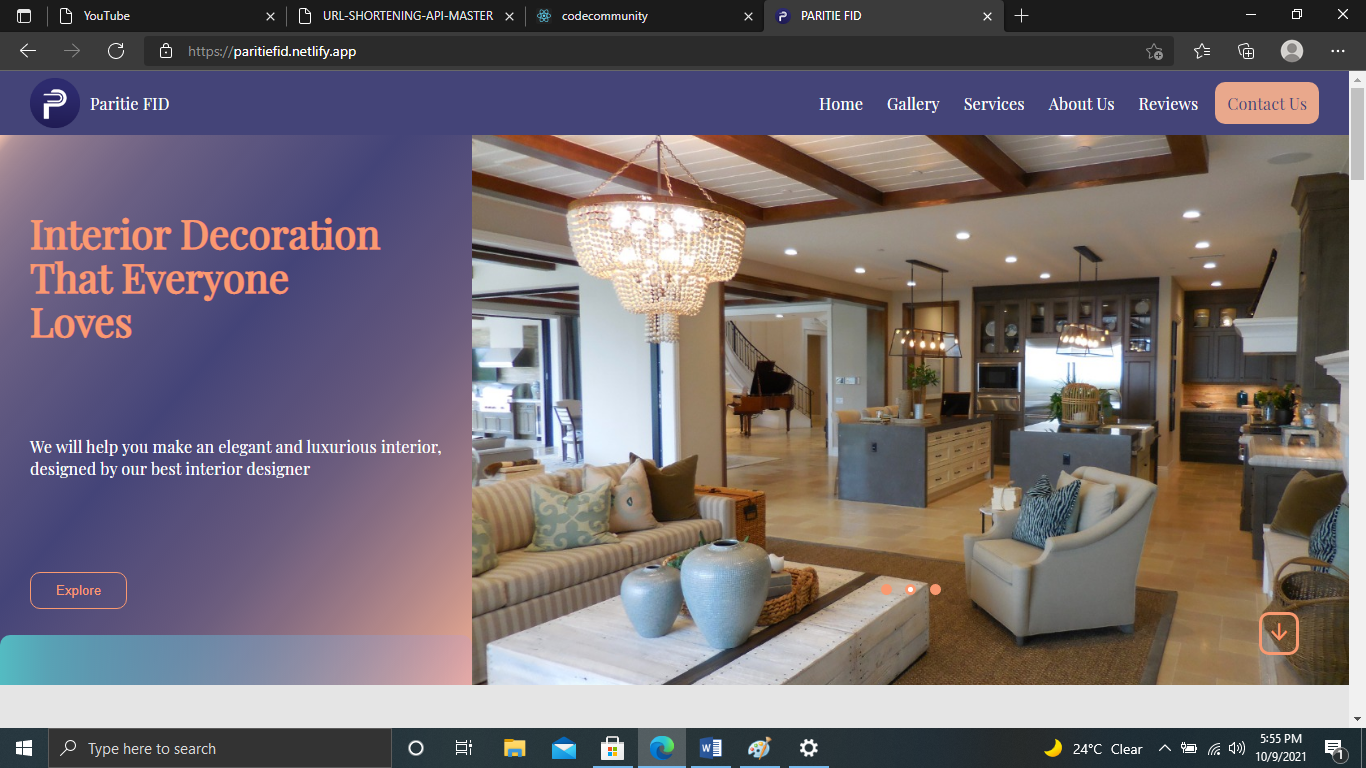 YouTube
URL-SHORTENING-API-MASTER
codecommunity
PARITIE FID
https://paritiefid.netlify.app
Paritie FID
Home
Gallery
Services
About Us
Reviews
Contact Us
Interior Decoration
That Everyone
Loves
We will help you make an elegant and luxurious interior,
designed by our best interior designer
Explore
Type here to search
24°C Clear
5:55 PM
10/9/2021
1